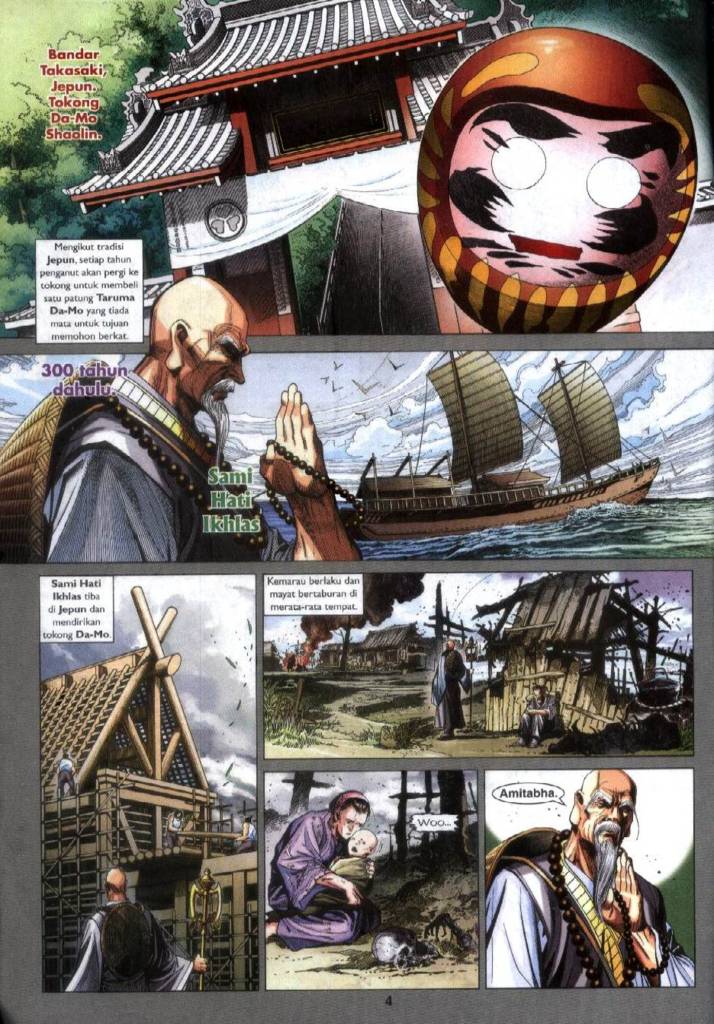 Bandar
Takasaki,
Jepun.
Tokong
Da-Mo
Shaolin.
Mengikut tradisi
Jepun, setiap tahun
penganut akan pergi ke
tokong untuk membeli
satu patung Taruma
Da-Mo yang tiada
mata untuk tujuan
memohon berkat.
300 tahun
dahulu.
Sami
Hati
Ikhlas
Sami Hati
Ikhlas tiba
di Jepun dan
mendirikan
tokong Da-Mo.
Kemarau berlaku dan
mayat bertaburan di
merata-rata tempat.
Woo...
Amitabha.
4